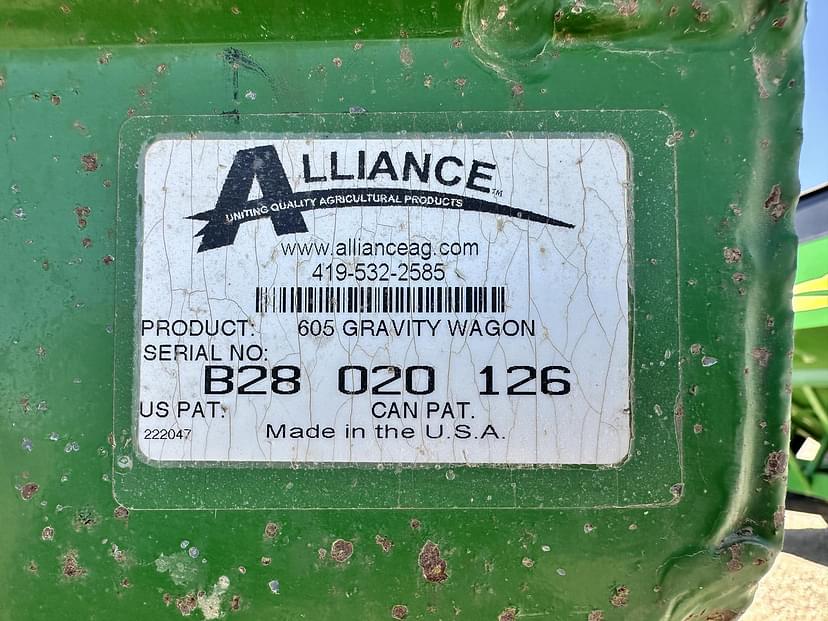 ALLIANCE™
UNITING QUALITY AGRICULTURAL PRODUCTS
www.allianceag.com
419-532-2585
PRODUCT: 605 GRAVITY WAGON
SERIAL NO:
B28 020 126
US PAT. CAN PAT.
222047 Made in the U.S.A.